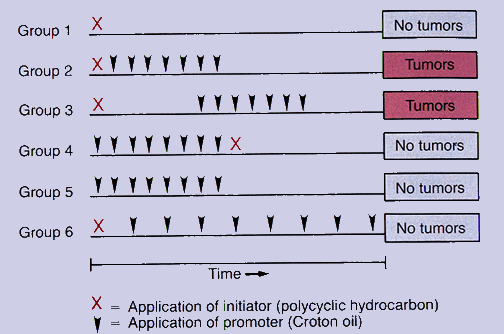 Group 1 X No tumors
Group 2 X Tumors
Group 3 X Tumors
Group 4 X No tumors
Group 5 No tumors
Group 6 X No tumors
Time
X = Application of initiator (polycyclic hydrocarbon)
= Application of promoter (Croton oil)